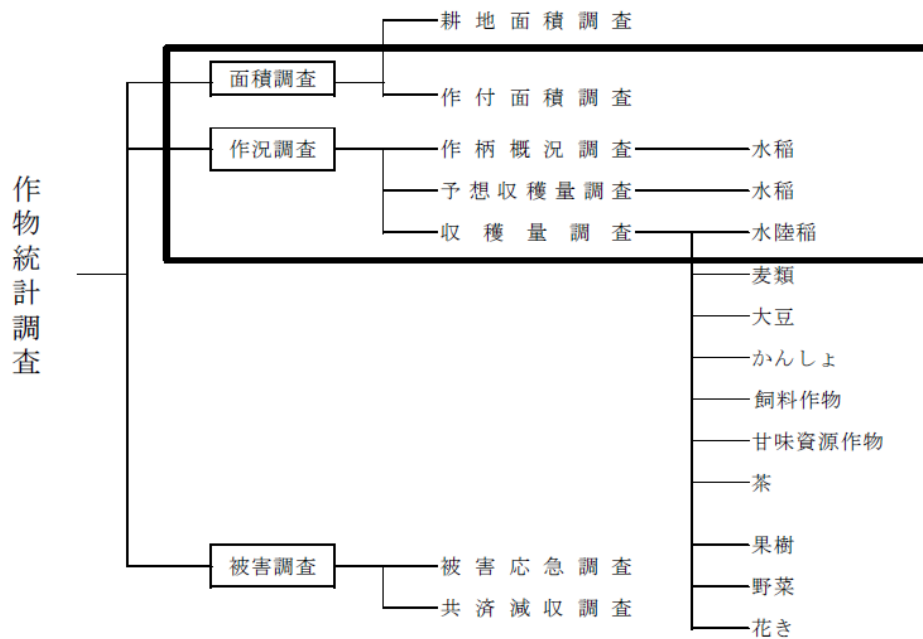 作物統計調査
耕地面積調査
面積調査
作付面積調査
作況調査
作柄概況調査
水稲
予想収穫量調査
水稲
収穫量調査
水陸稲
麦類
大豆
かんしょ
飼料作物
甘味資源作物
茶
果樹
野菜
花き
被害調査
被害応急調査
共済減収調査